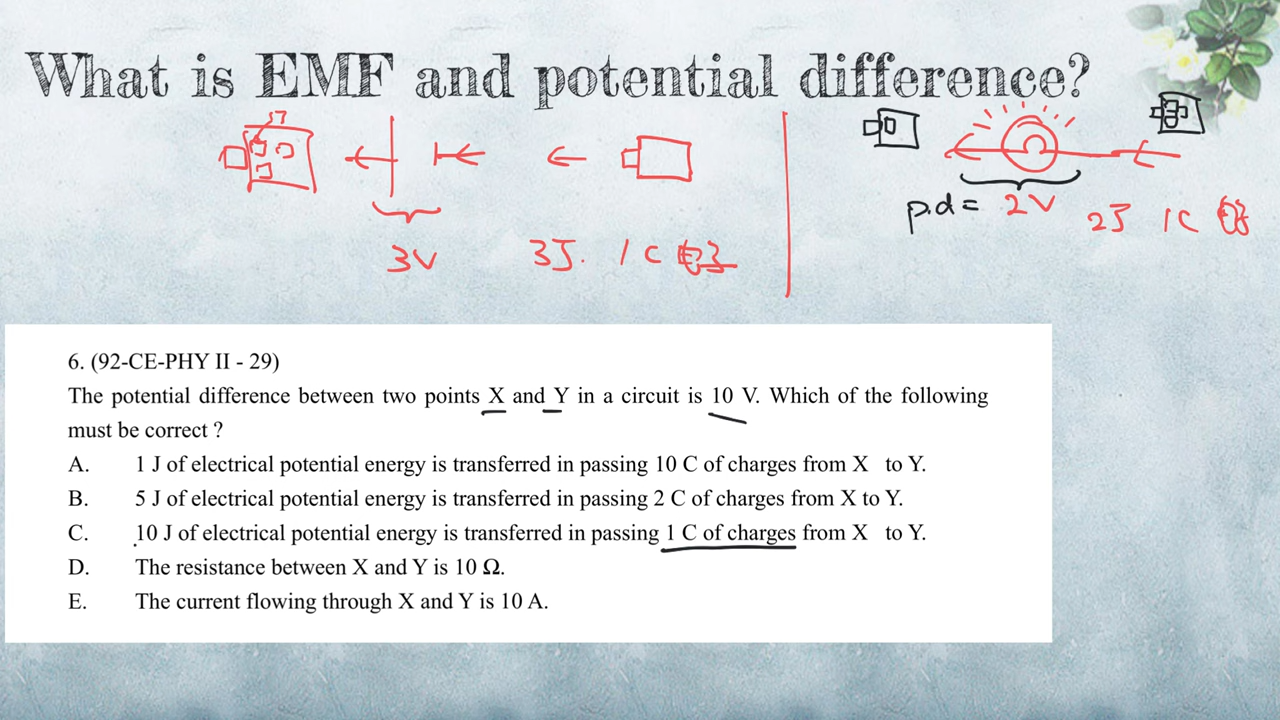 What is EMF and potential difference?
3V
3J. 1C
p.d = 2V
2J 1C
6. (92-CE-PHY II - 29)
The potential difference between two points X and Y in a circuit is 10 V. Which of the following
must be correct ?
A. 1 J of electrical potential energy is transferred in passing 10 C of charges from X to Y.
B. 5 J of electrical potential energy is transferred in passing 2 C of charges from X to Y.
C. 10 J of electrical potential energy is transferred in passing 1 C of charges from X to Y.
D. The resistance between X and Y is 10 Ω.
E. The current flowing through X and Y is 10 A.